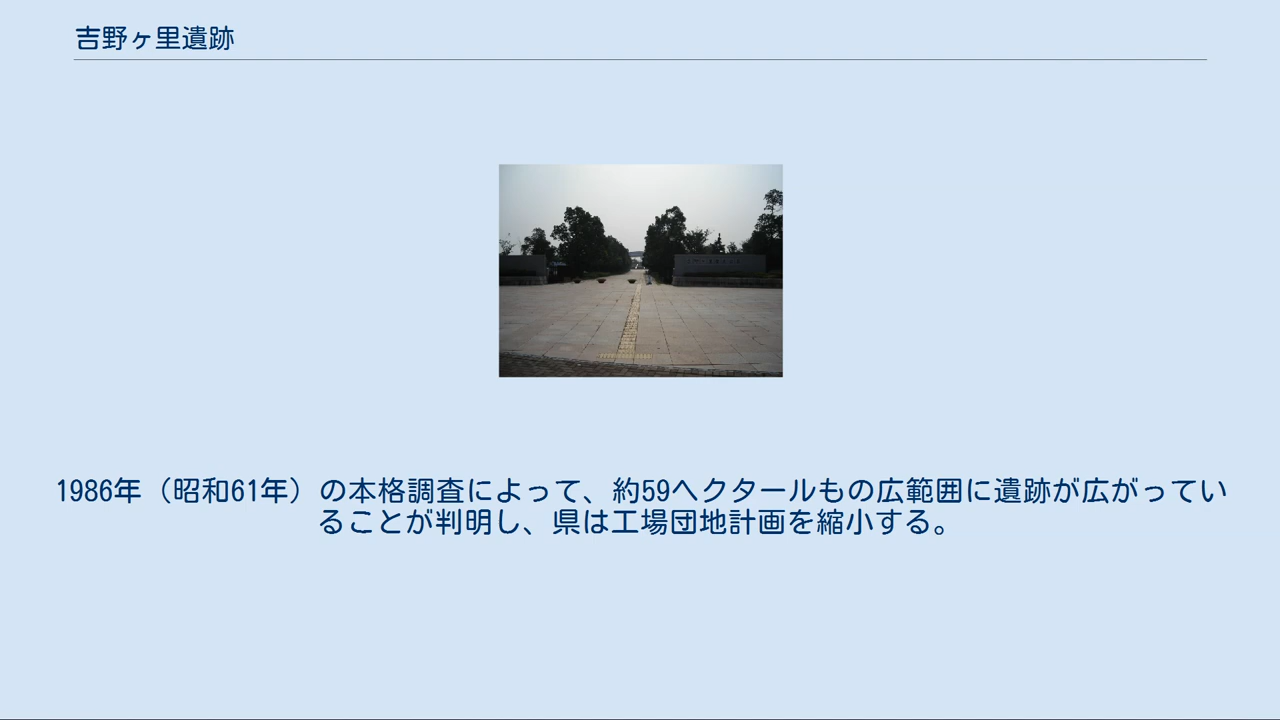 吉野ヶ里遺跡
1986年（昭和61年）の本格調査によって、約59ヘクタールもの広範囲に遺跡が広がってい
ることが判明し、県は工場団地計画を縮小する。